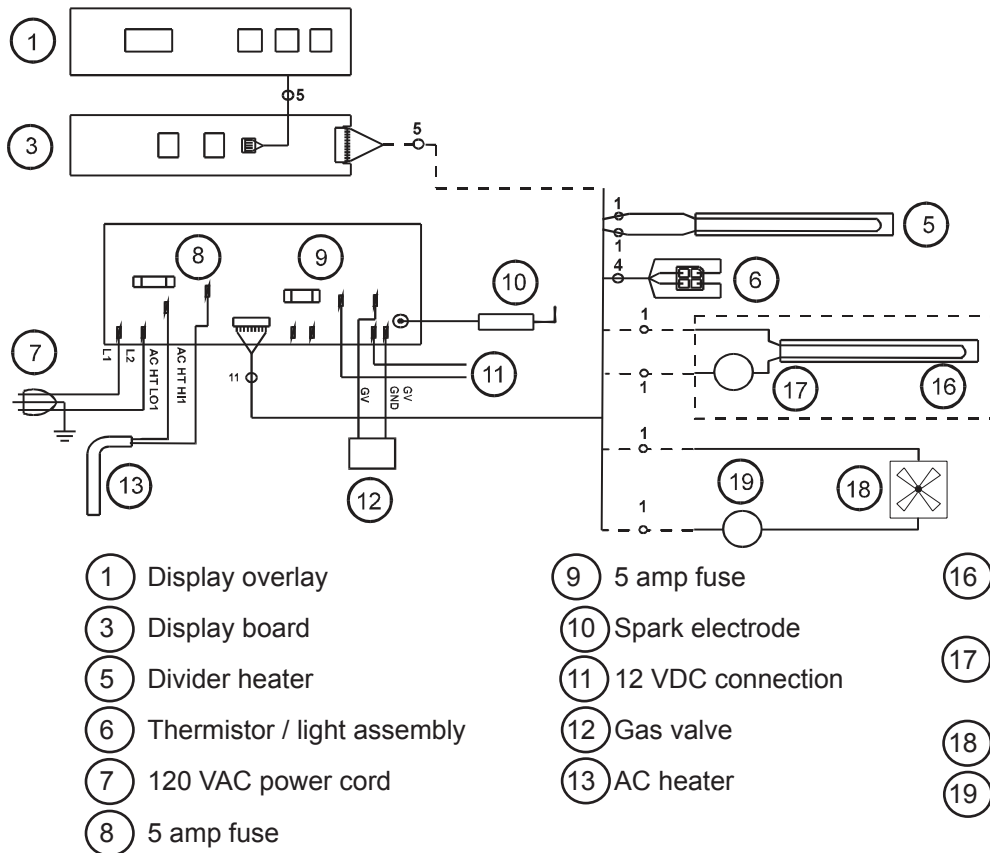 1
5
3
5
1
5
1
8
9
10
4
6
7
L1
L2
AC HT LO1
AC HT HI1
11
GV
GV
GND
11
1
1
17
16
13
12
1
19
18
1
1 Display overlay
3 Display board
5 Divider heater
6 Thermistor / light assembly
7 120 VAC power cord
8 5 amp fuse
9 5 amp fuse
10 Spark electrode
11 12 VDC connection
12 Gas valve
13 AC heater
16
17
18
19